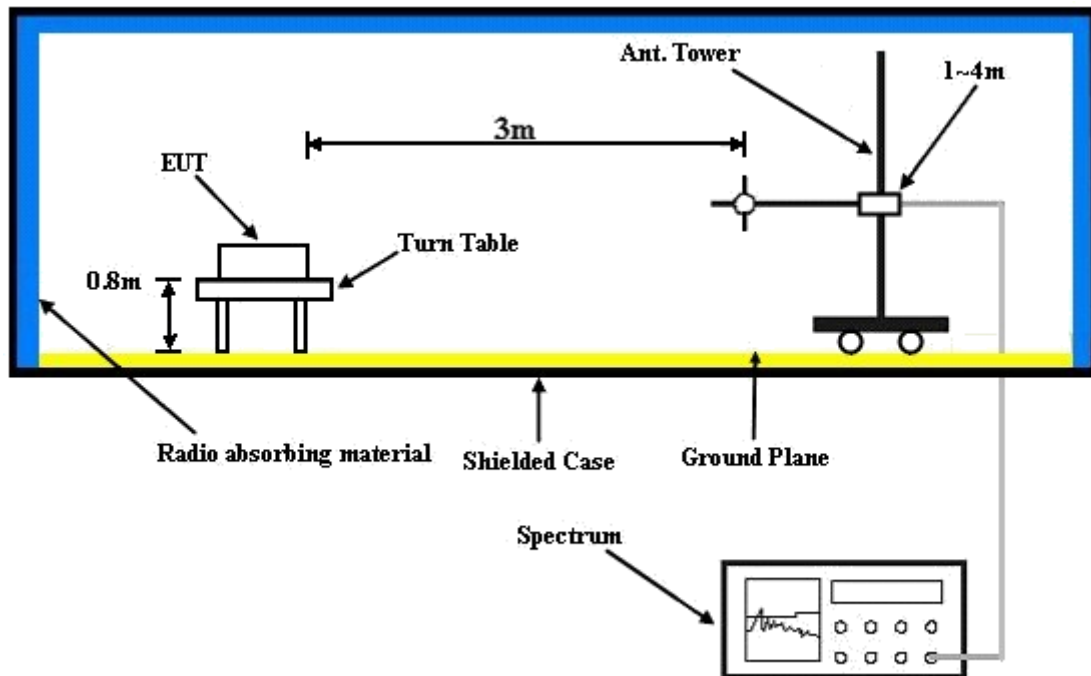 Ant. Tower
1~4m
3m
EUT
Turn Table
0.8m
Radio absorbing material
Shielded Case
Ground Plane
Spectrum